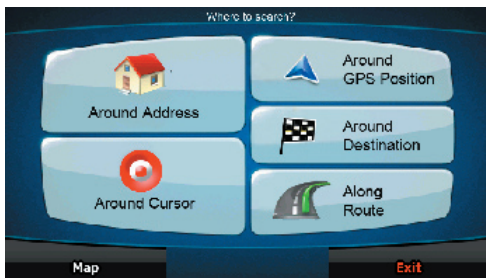 Where to search?
Around Address
Around Cursor
Around
GPS Position
Around
Destination
Along
Route
Map
Exit